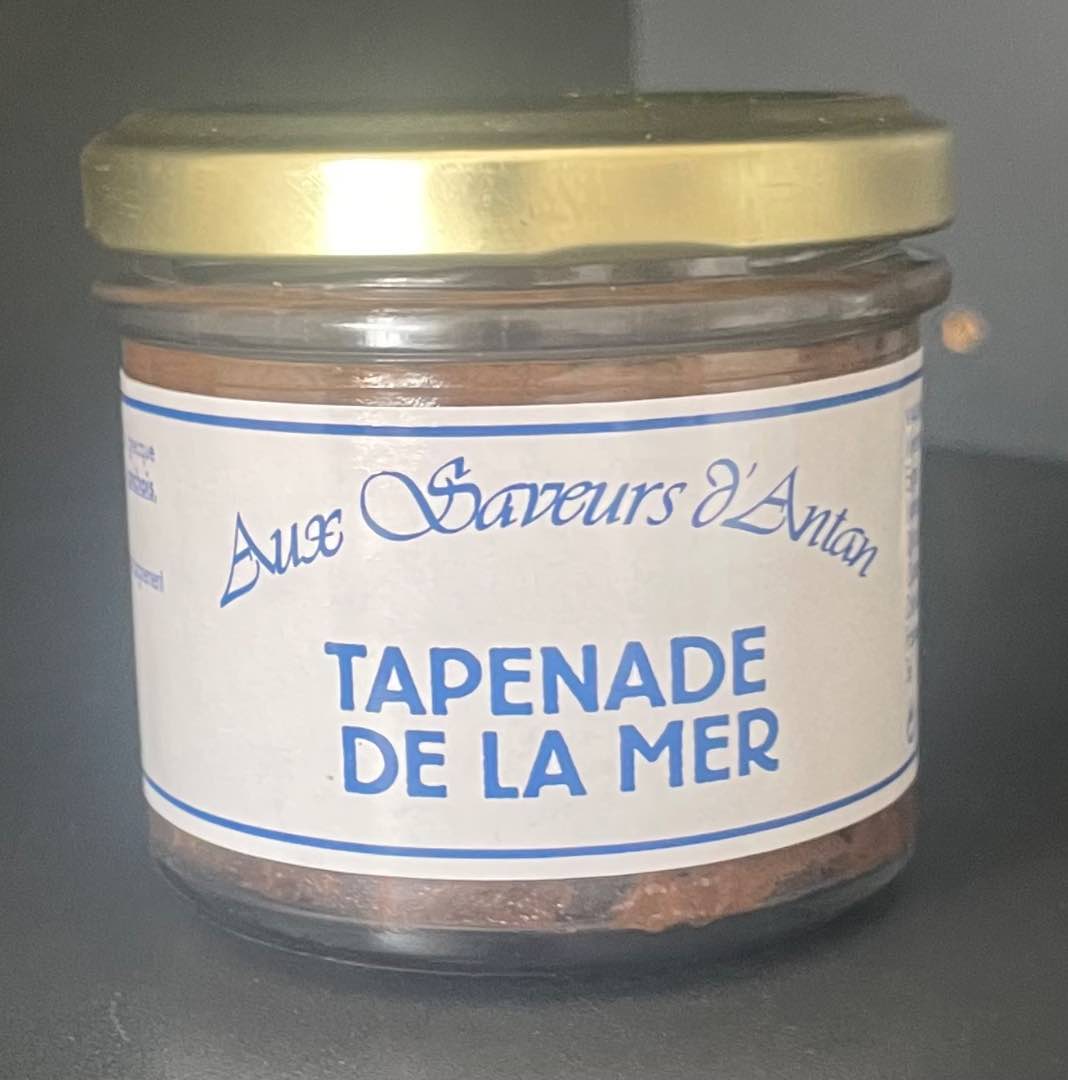 Aux Saveurs d'Antan
TAPENADE
DE LA MER